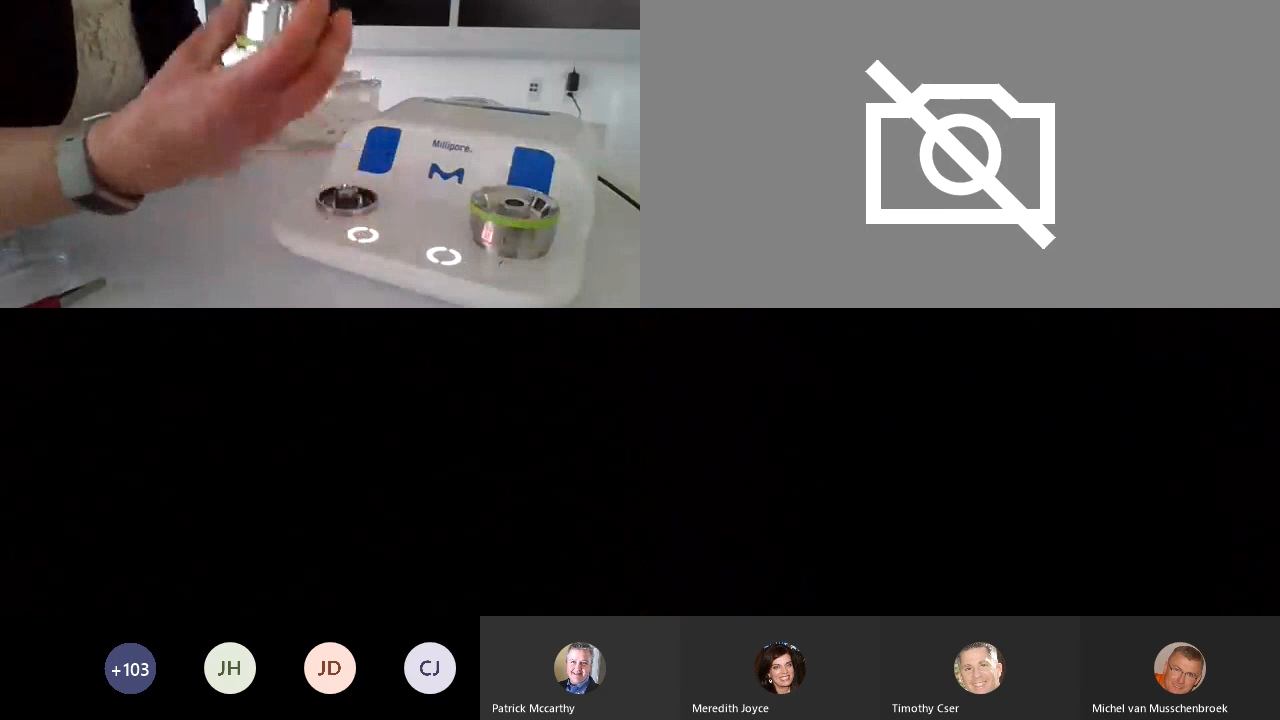 Millipore.
M
+103
JH
JD
CJ
Patrick Mccarthy
Meredith Joyce
Timothy Cser
Michel van Musschenbroek